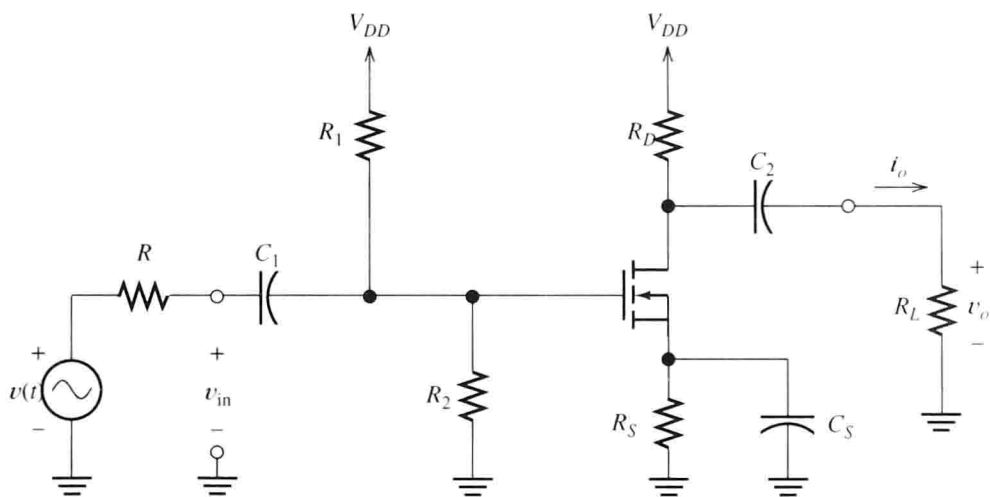 V_DD V_DD
R_1 R_D
C_2 i_o
R C_1
+
R_L v_o
−
+ +
v(t) v_in R_2 R_S C_S
− −